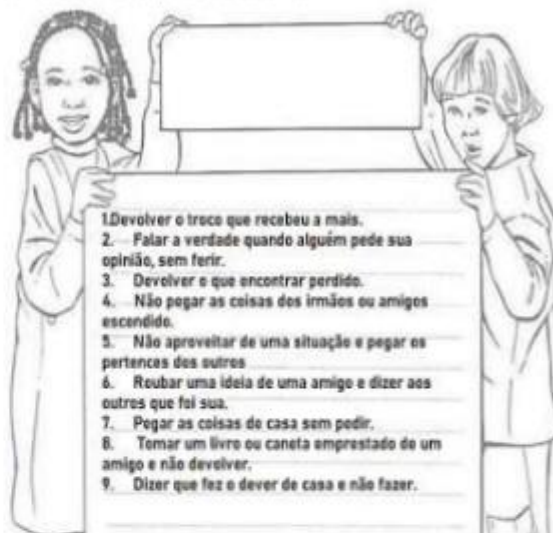 1.Devolver o troco que recebeu a mais.
2. Falar a verdade quando alguém pede sua
opinião, sem ferir.
3. Devolver o que encontrar perdido.
4. Não pegar as coisas dos irmãos ou amigos
escondido.
5. Não aproveitar de uma situação e pegar os
pertences dos outros
6. Roubar uma ideia de uma amigo e dizer aos
outros que foi sua.
7. Pegar as coisas de casa sem pedir.
8. Tomar um livro ou caneta emprestado de um
amigo e não devolver.
9. Dizer que fez o dever de casa e não fazer.